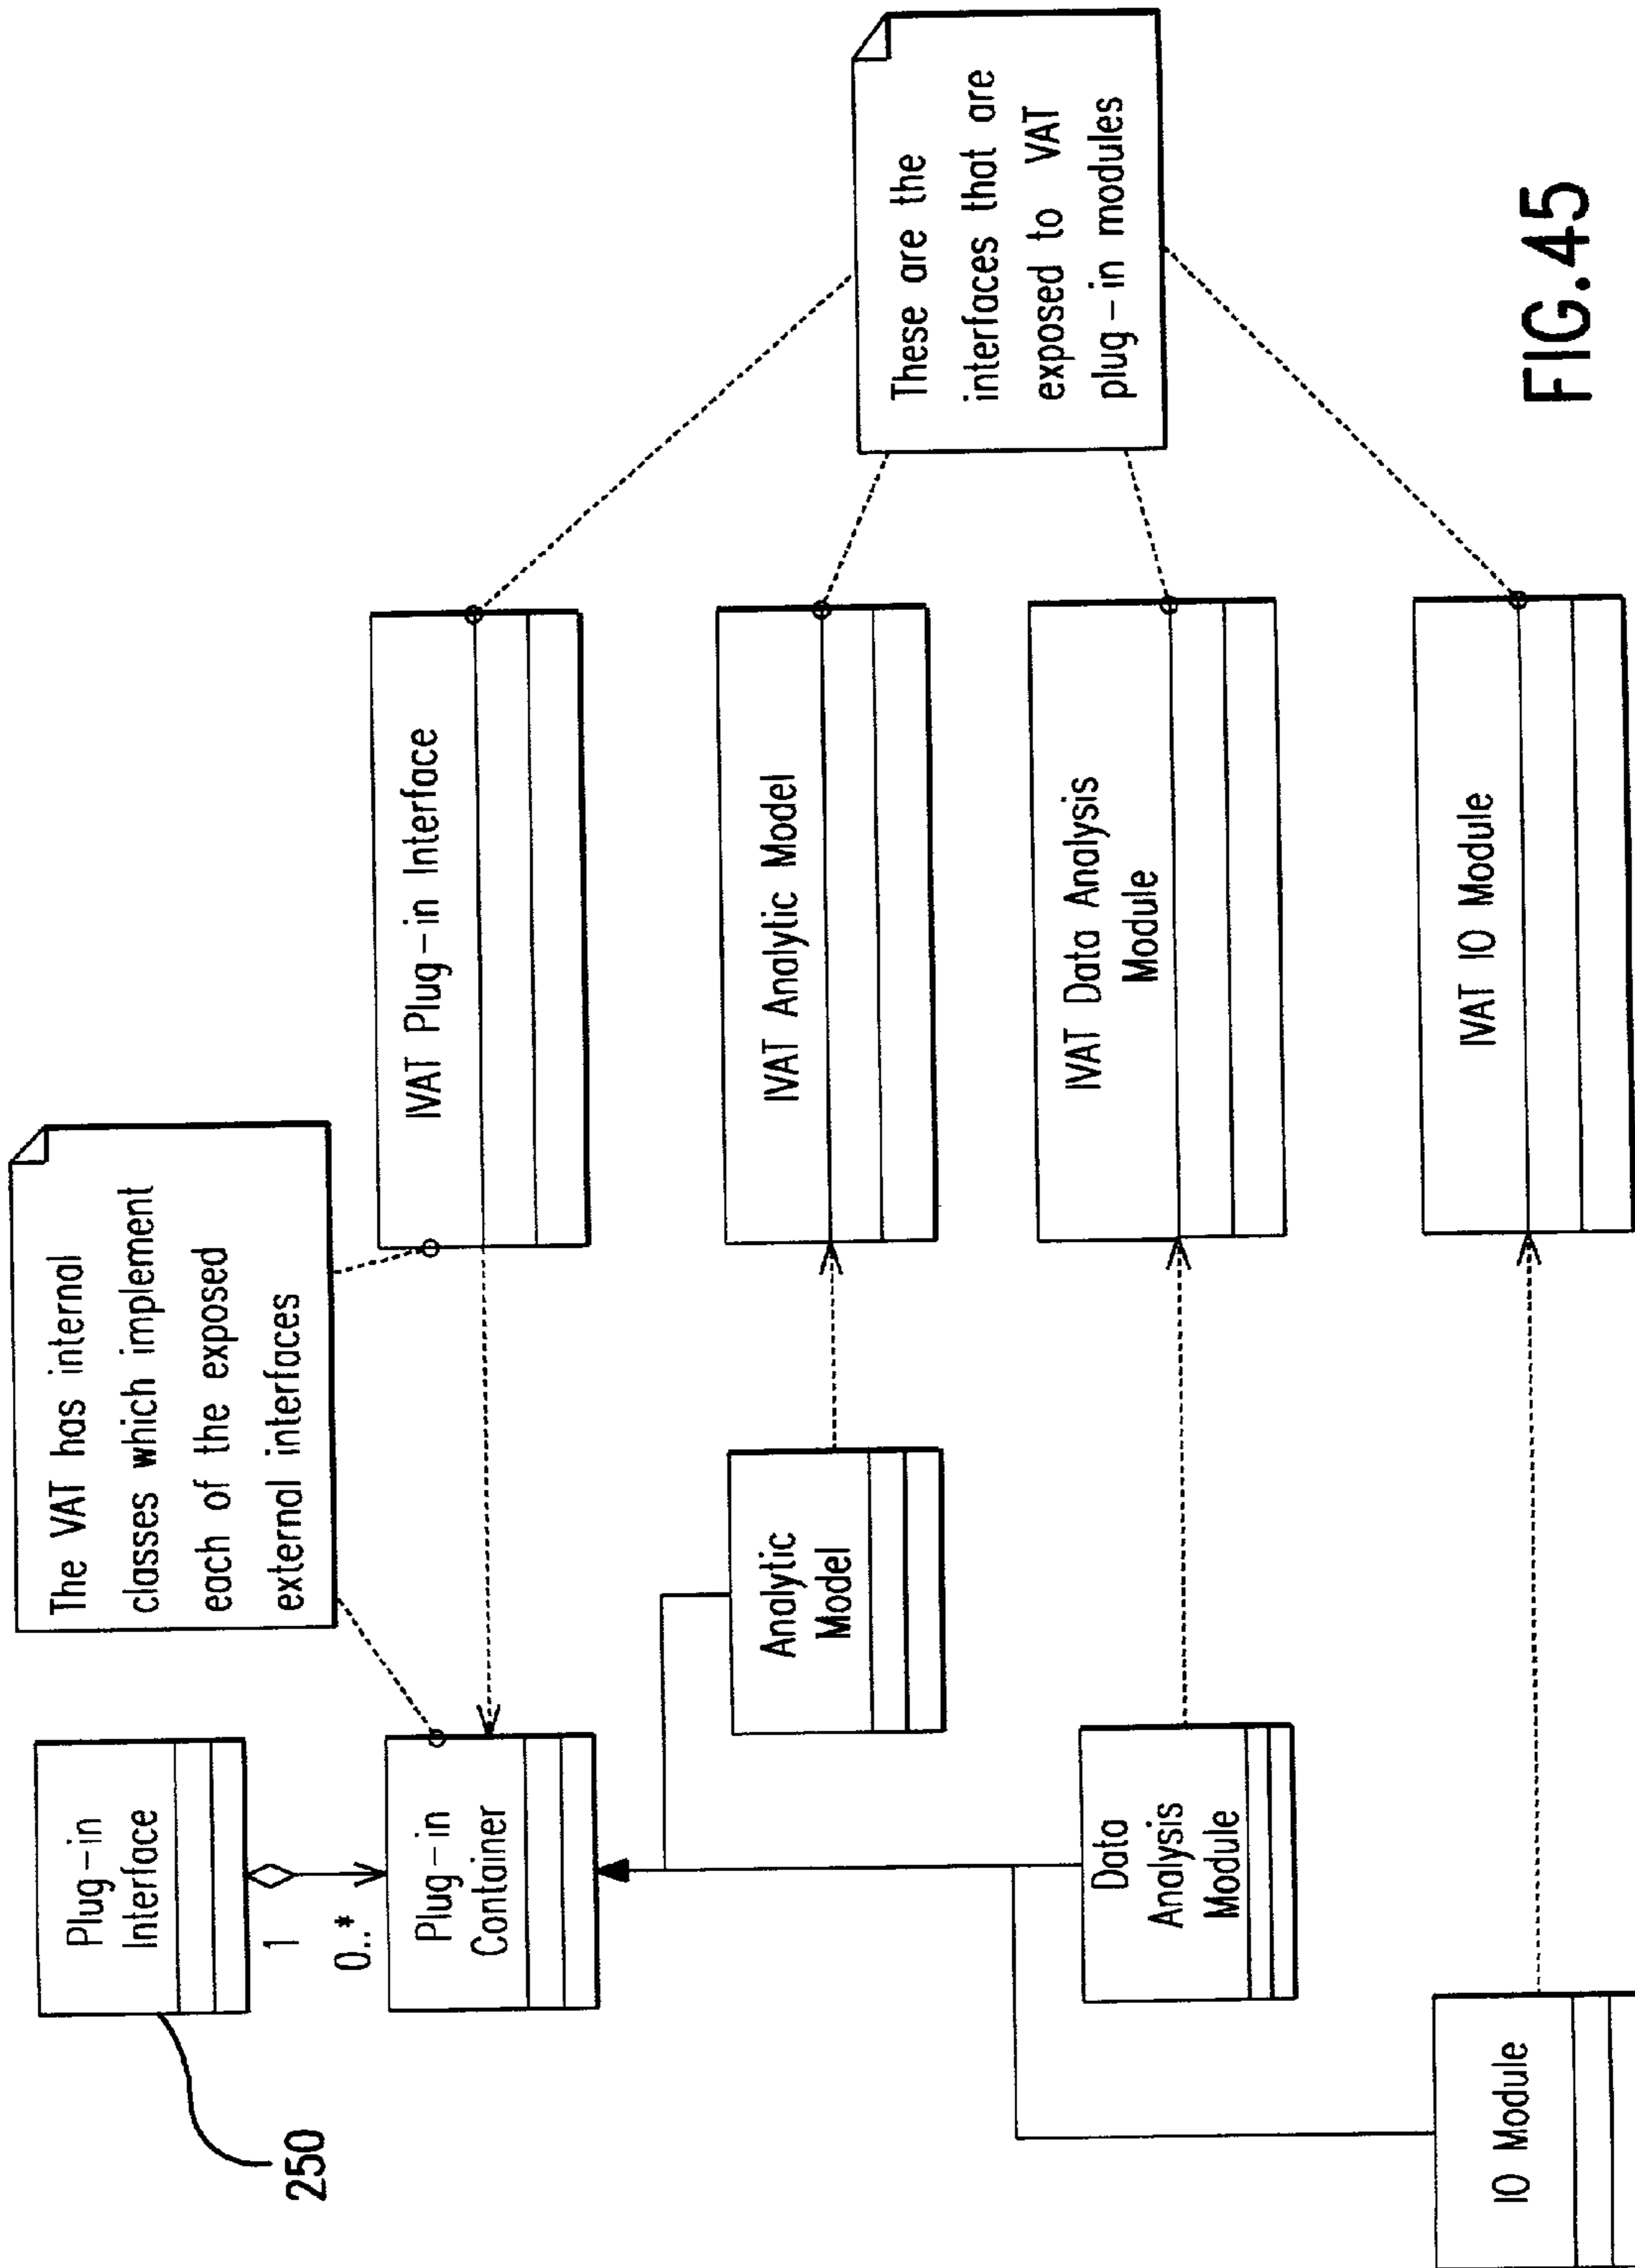 250
Plug-in
Interface
1
0..*
Plug-in
Container
The VAT has internal
classes which implement
each of the exposed
external interfaces
IVAT Plug-in Interface
Analytic
Model
IVAT Analytic Model
Data
Analysis
Module
IVAT Data Analysis
Module
IO Module
IVAT IO Module
These are the
interfaces that are
exposed to VAT
plug-in modules
FIG.45